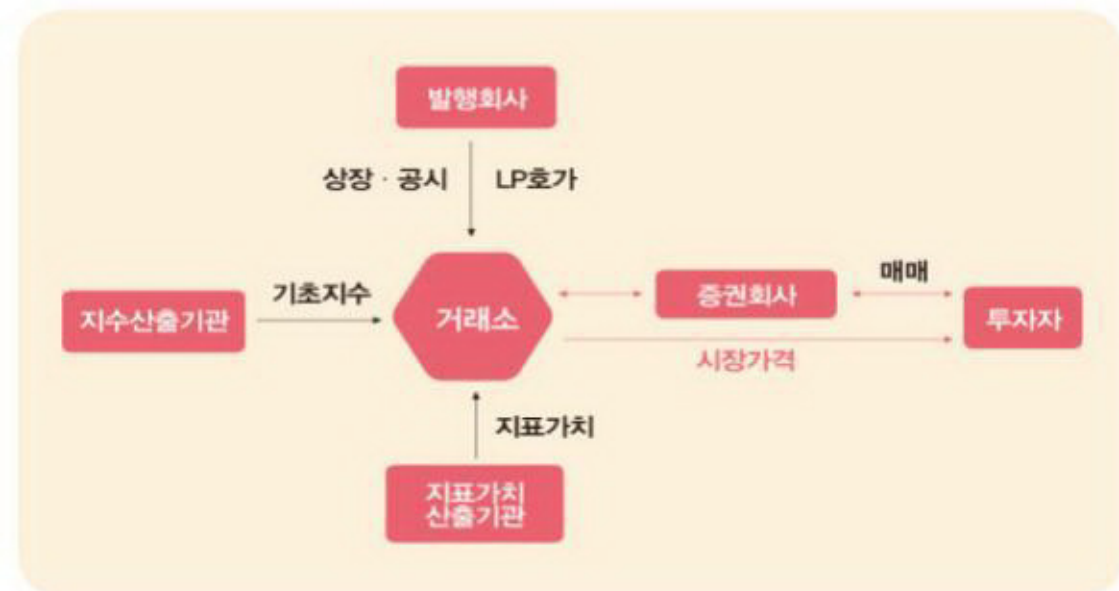 발행회사
상장 · 공시 LP호가
지수산출기관
기초지수
거래소
증권회사
매매
투자자
시장가격
지표가치
지표가치
산출기관